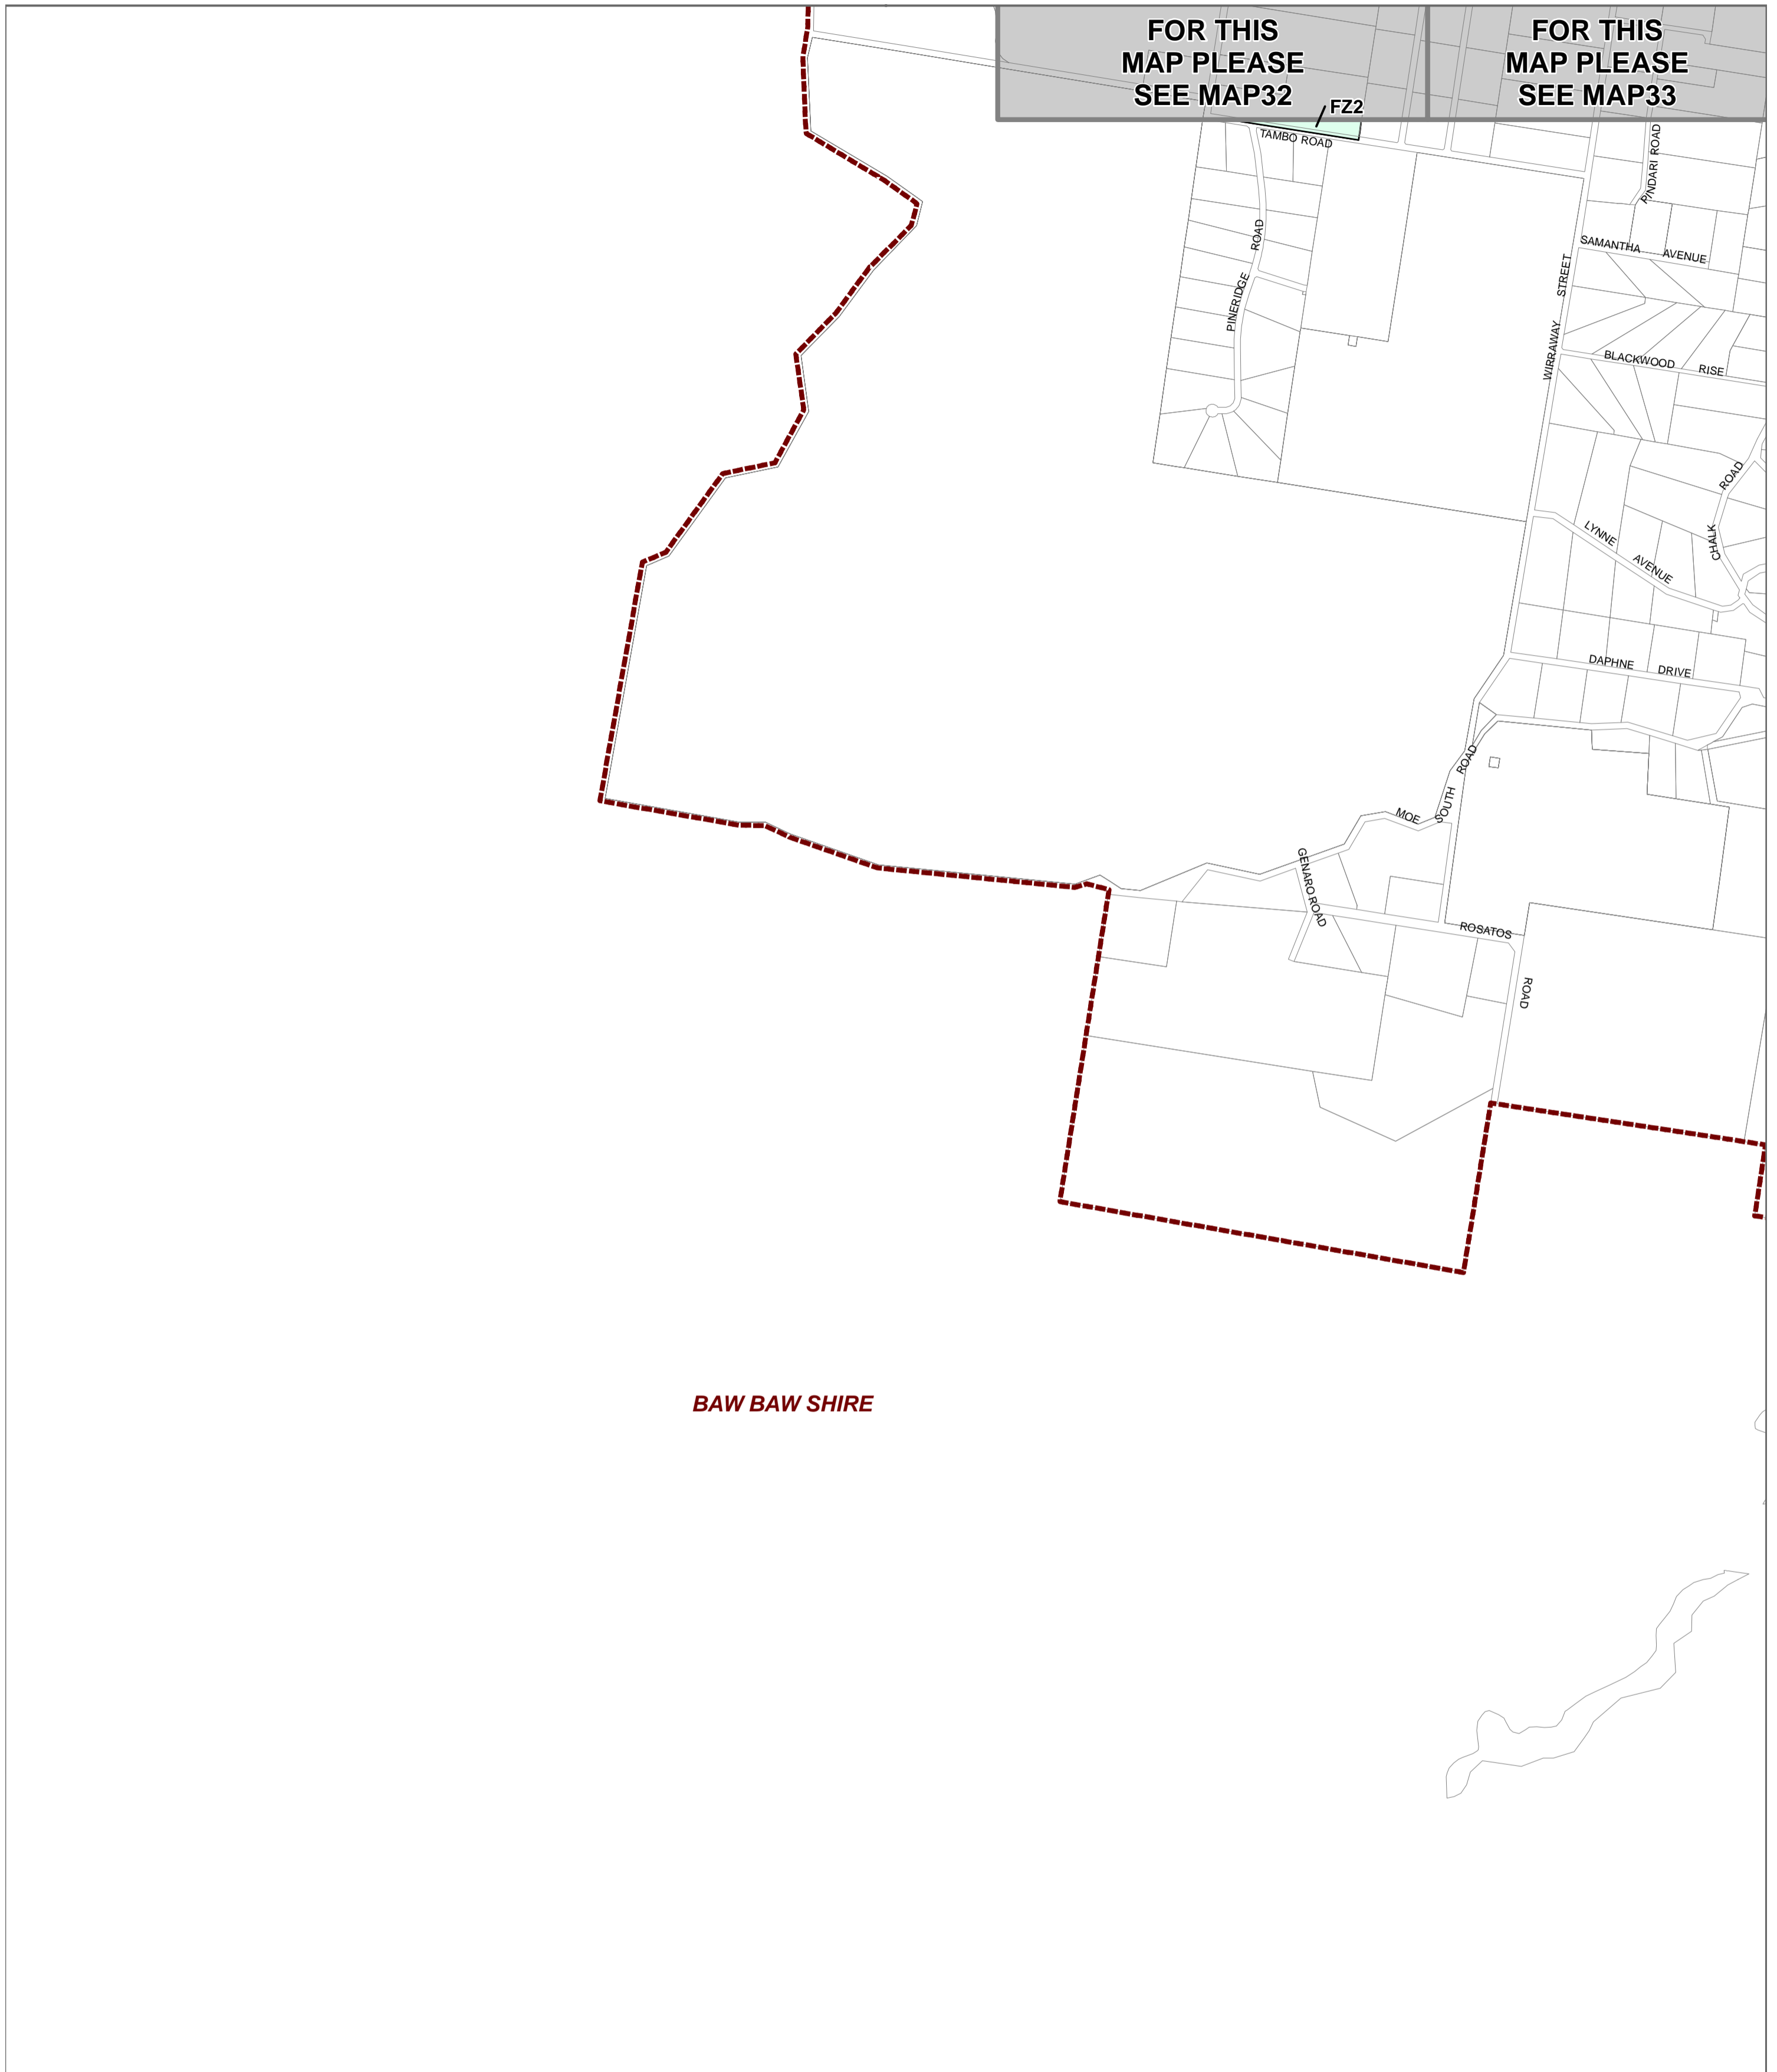 FOR THIS
MAP PLEASE
SEE MAP32
FOR THIS
MAP PLEASE
SEE MAP33
FZ2
TAMBO ROAD
PINDARI ROAD
PINERIDGE ROAD
SAMANTHA AVENUE
WIRRAWAY STREET
BLACKWOOD RISE
CHALK ROAD
LYNNE AVENUE
DAPHNE DRIVE
MOE SOUTH ROAD
GENARO ROAD
ROSATOS ROAD
BAW BAW SHIRE